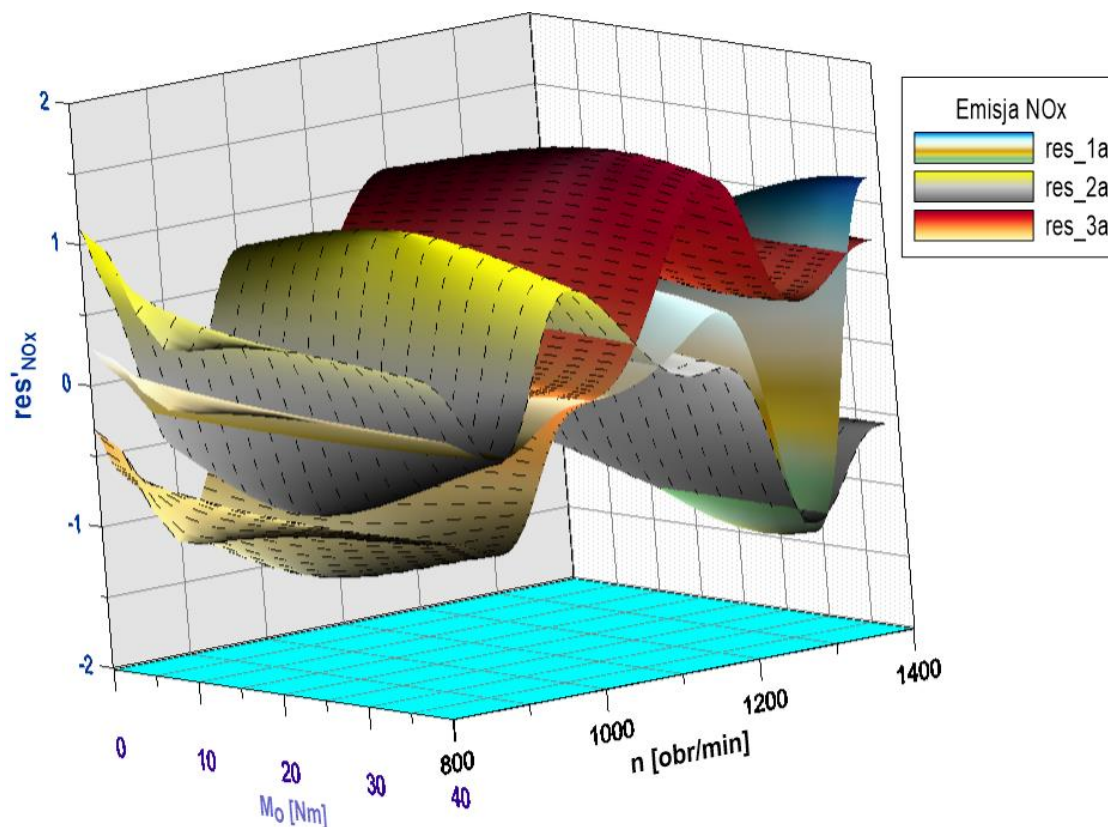 2
1
0
-1
-2
res'NOx
0
10
20
30
40
Mo [Nm]
800
1000
1200
1400
n [obr/min]
Emisja NOx
res_1a
res_2a
res_3a